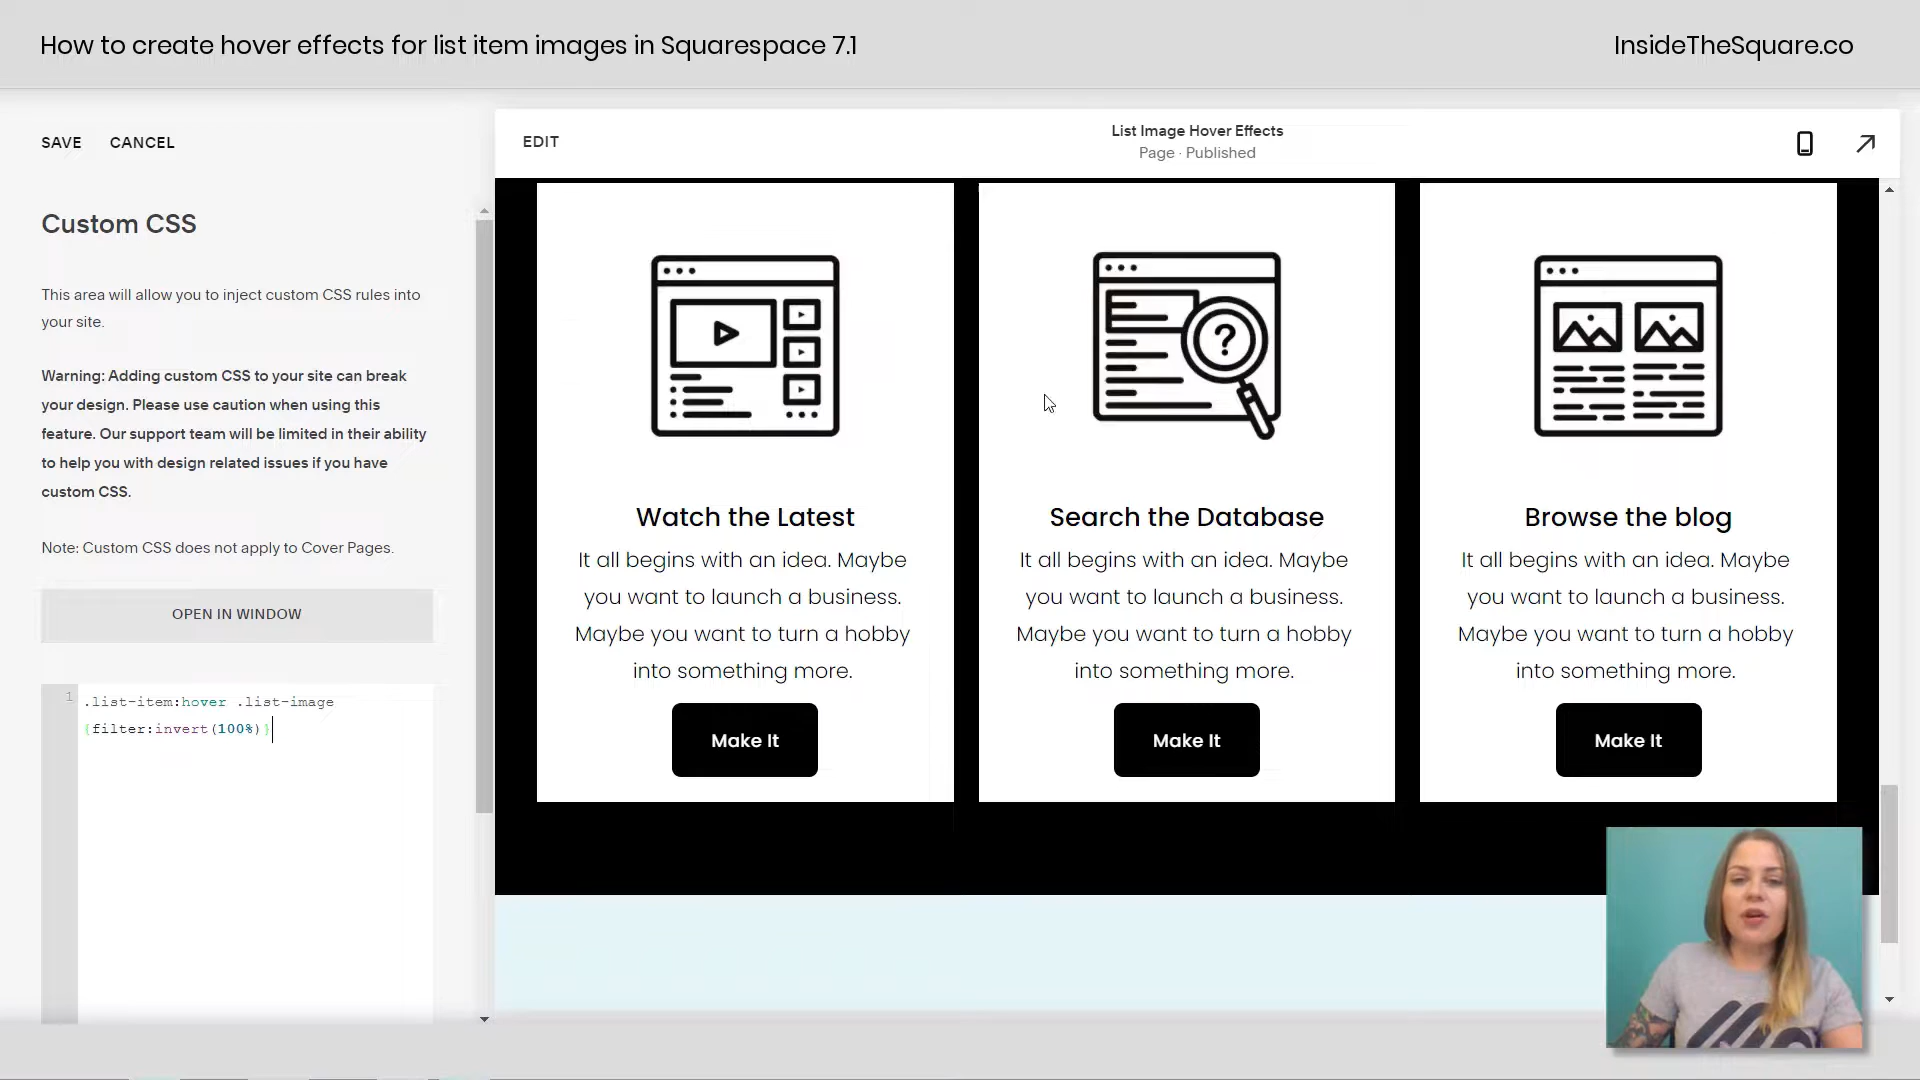 How to create hover effects for list item images in Squarespace 7.1
InsideTheSquare.co
SAVE CANCEL
EDIT
List Image Hover Effects
Page · Published
Custom CSS
This area will allow you to inject custom CSS rules into
your site.
Warning: Adding custom CSS to your site can break
your design. Please use caution when using this
feature. Our support team will be limited in their ability
to help you with design related issues if you have
custom CSS.
Note: Custom CSS does not apply to Cover Pages.
OPEN IN WINDOW
1
.list-item:hover .list-image
{filter:invert(100%)}
Watch the Latest
It all begins with an idea. Maybe
you want to launch a business.
Maybe you want to turn a hobby
into something more.
Make It
?
Search the Database
It all begins with an idea. Maybe
you want to launch a business.
Maybe you want to turn a hobby
into something more.
Make It
Browse the blog
It all begins with an idea. Maybe
you want to launch a business.
Maybe you want to turn a hobby
into something more.
Make It